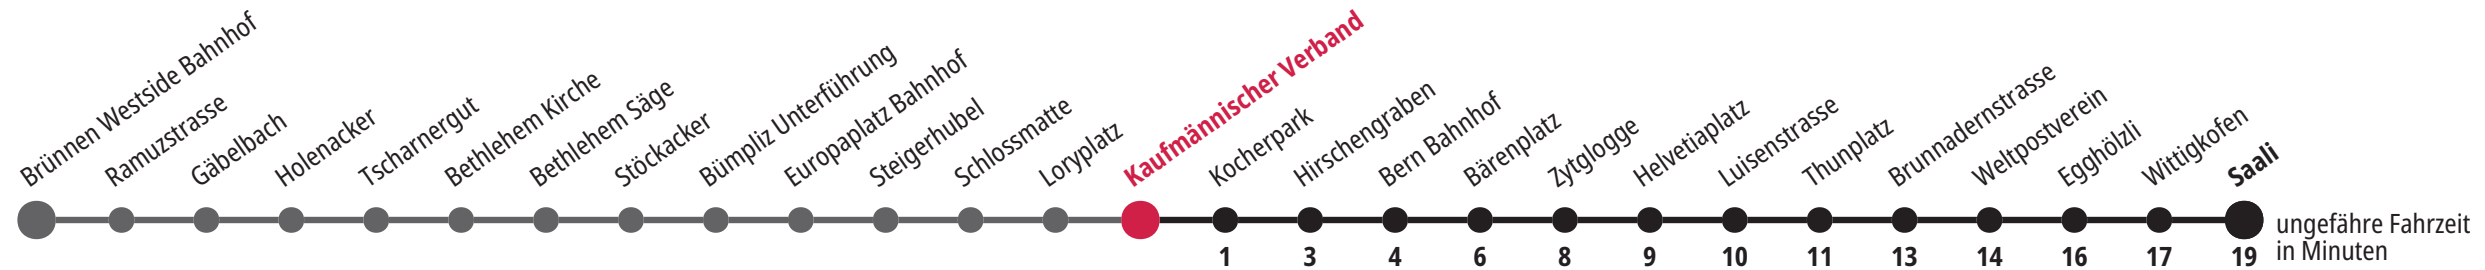 Brünnen Westside Bahnhof
Ramuzstrasse
Gäbelbach
Holenacker
Tscharnergut
Bethlehem Kirche
Bethlehem Säge
Stöckacker
Bümpliz Unterführung
Europaplatz Bahnhof
Steigerhubel
Schlossmatte
Loryplatz
Kaufmännischer Verband
Kocherpark
Hirschengraben
Bern Bahnhof
Bärenplatz
Zytglogge
Helvetiaplatz
Luisenstrasse
Thunplatz
Brunnadernstrasse
Weltpostverein
Egghölzli
Wittigkofen
Saali
1 3 4 6 8 9 10 11 13 14 16 17 19
ungefähre Fahrzeit
in Minuten